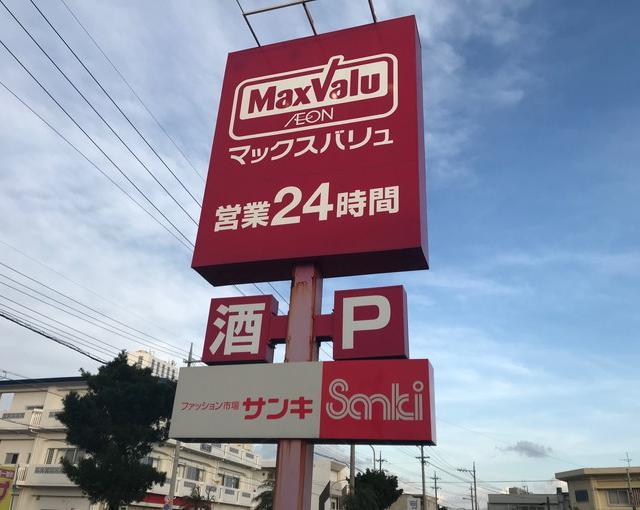 MaxValu
ÆON
マックスバリュ
営業24時間
酒 P
ファッション市場 サンキ Sanki